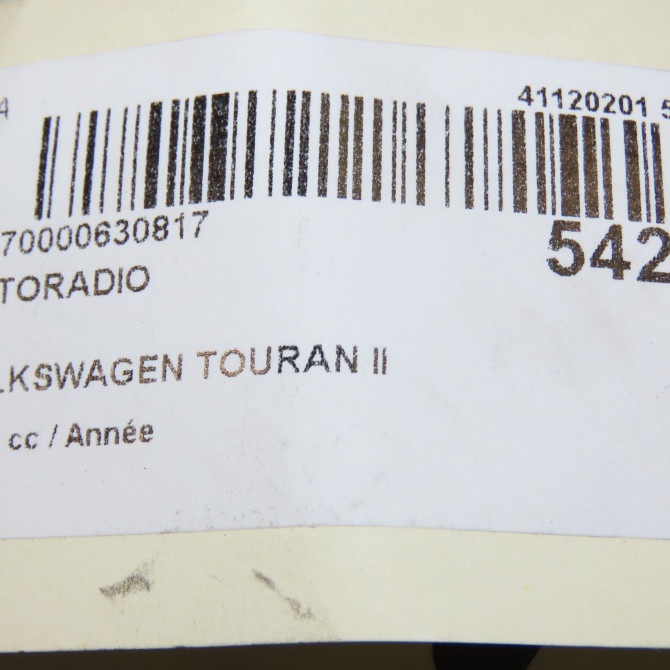 4
41120201 5
70000630817
542
TORADIO
LKSWAGEN TOURAN II
cc / Année